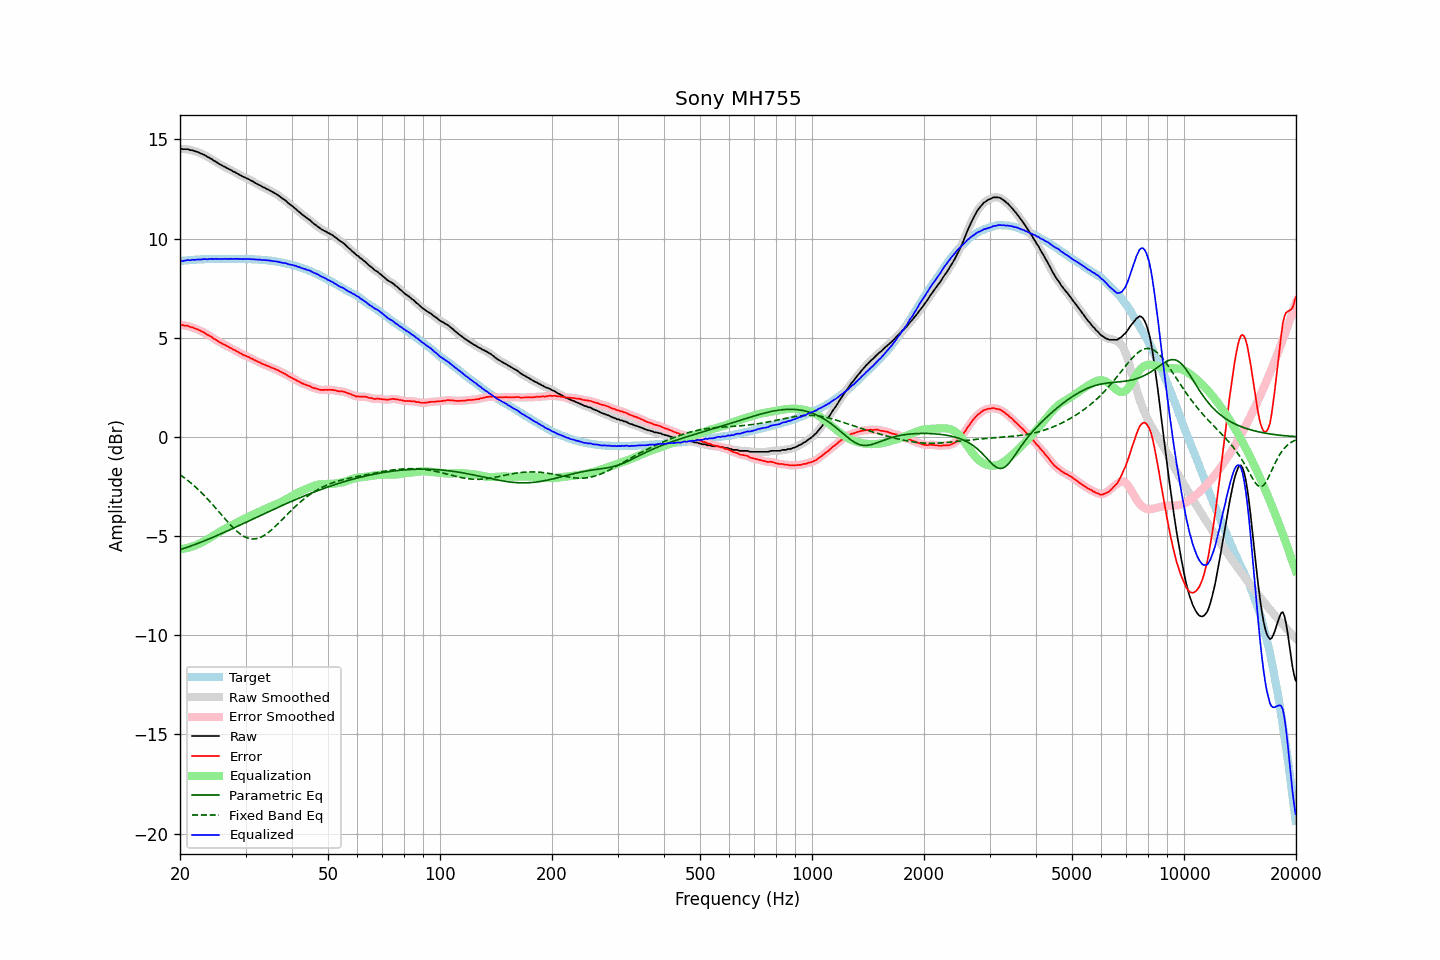 Sony MH755
Amplitude (dBr)
15
10
5
0
−5
−10
−15
−20
Target
Raw Smoothed
Error Smoothed
Raw
Error
Equalization
Parametric Eq
Fixed Band Eq
Equalized
20 50 100 200 500 1000 2000 5000 10000 20000
Frequency (Hz)